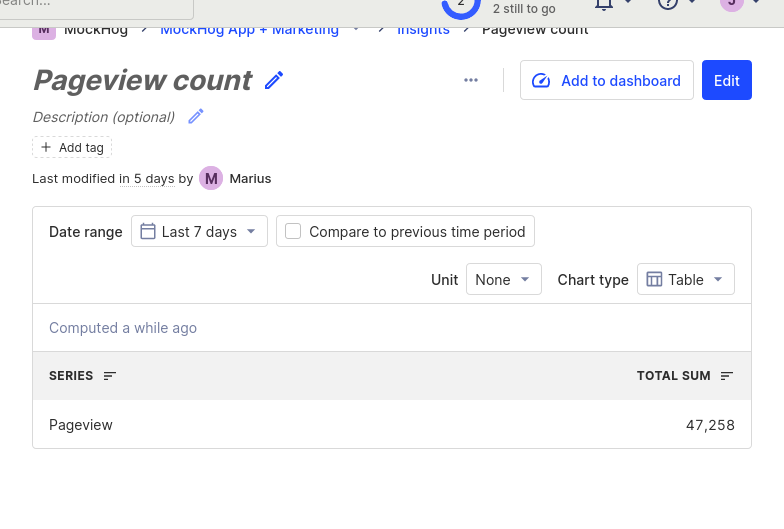 Search...
2
2 still to go
J
M MockHog MockHog App + Marketing Insights Pageview count
Pageview count
Add to dashboard
Edit
Description (optional)
Add tag
Last modified in 5 days by M Marius
Date range Last 7 days Compare to previous time period
Unit None Chart type Table
Computed a while ago
SERIES TOTAL SUM
Pageview 47,258